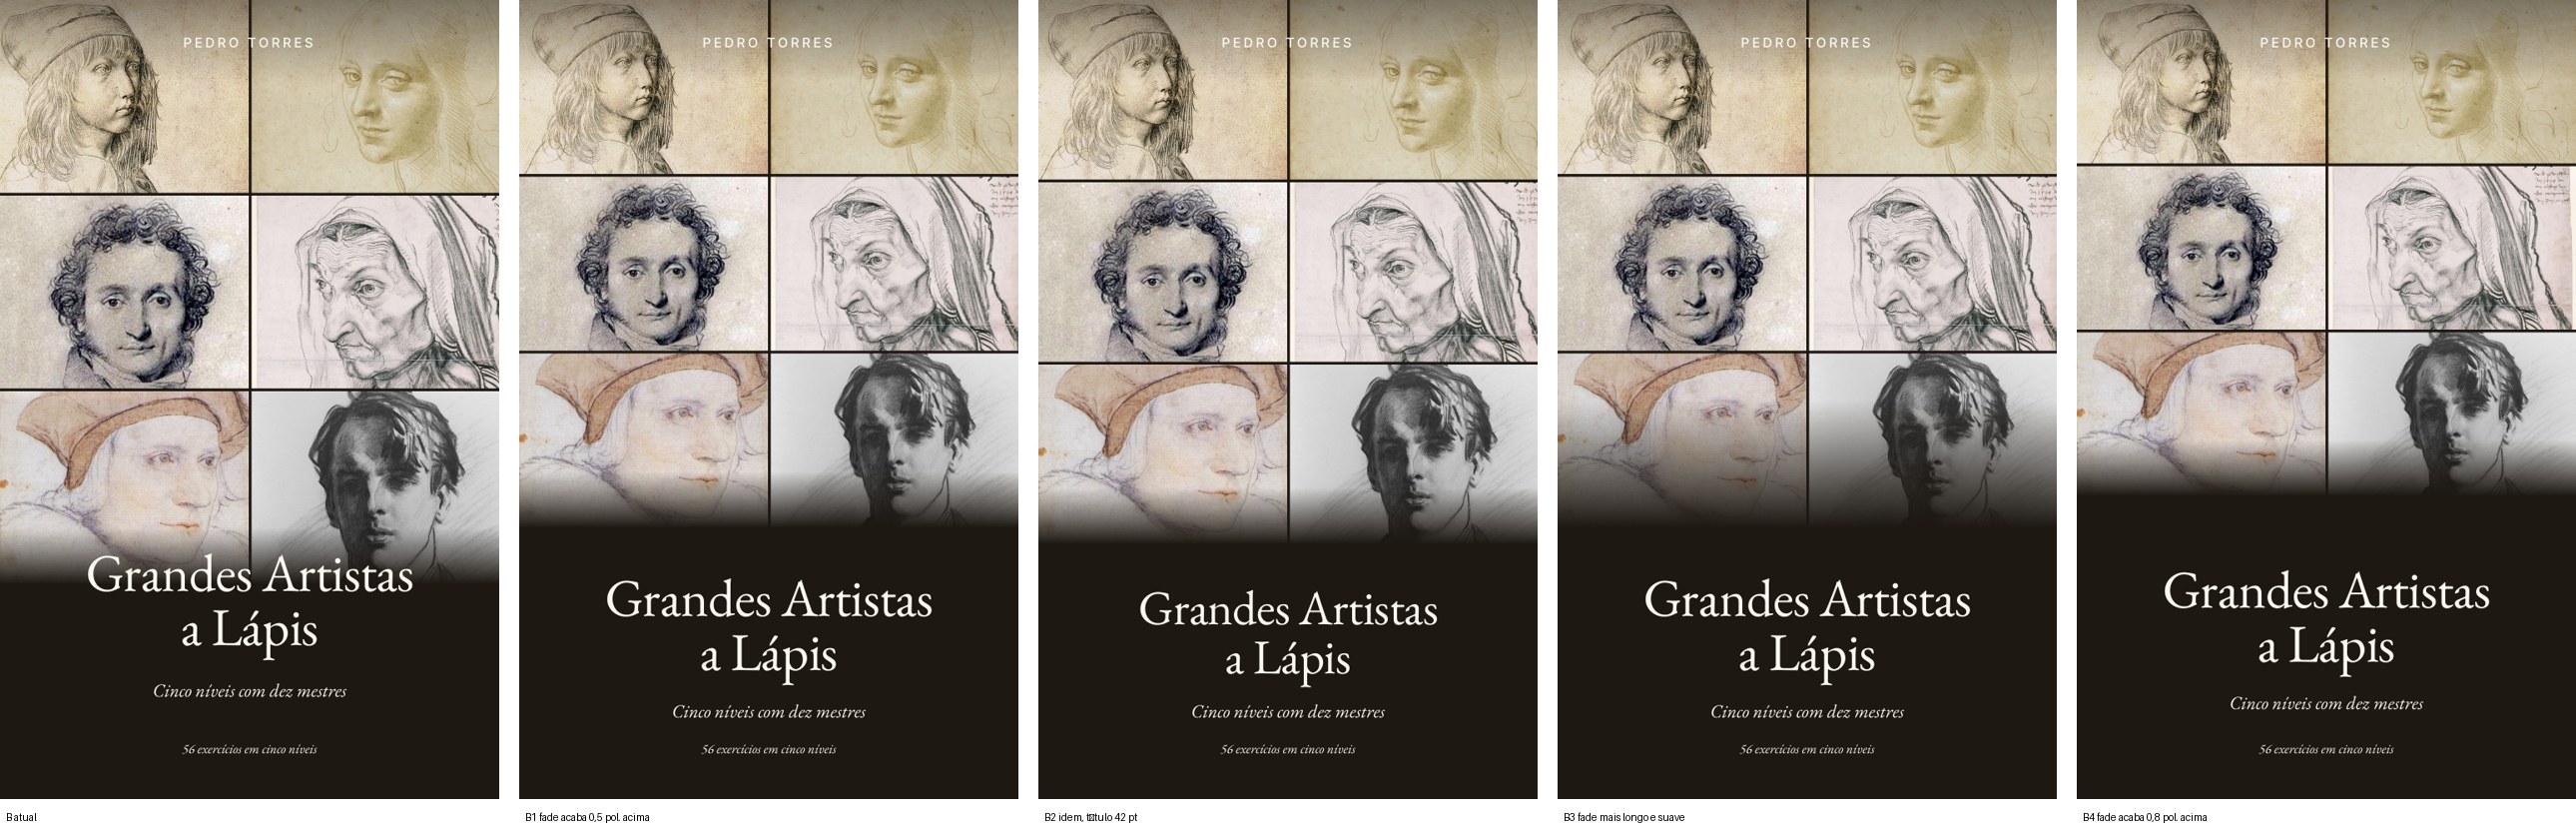 PEDRO TORRES
Grandes Artistas
a Lápis
Cinco níveis com dez mestres
56 exercícios em cinco níveis
B atual
PEDRO TORRES
Grandes Artistas
a Lápis
Cinco níveis com dez mestres
56 exercícios em cinco níveis
B1 fade acaba 0,5 pol. acima
PEDRO TORRES
Grandes Artistas
a Lápis
Cinco níveis com dez mestres
56 exercícios em cinco níveis
B2 idem, título 42 pt
PEDRO TORRES
Grandes Artistas
a Lápis
Cinco níveis com dez mestres
56 exercícios em cinco níveis
B3 fade mais longo e suave
PEDRO TORRES
Grandes Artistas
a Lápis
Cinco níveis com dez mestres
56 exercícios em cinco níveis
B4 fade acaba 0,8 pol. acima